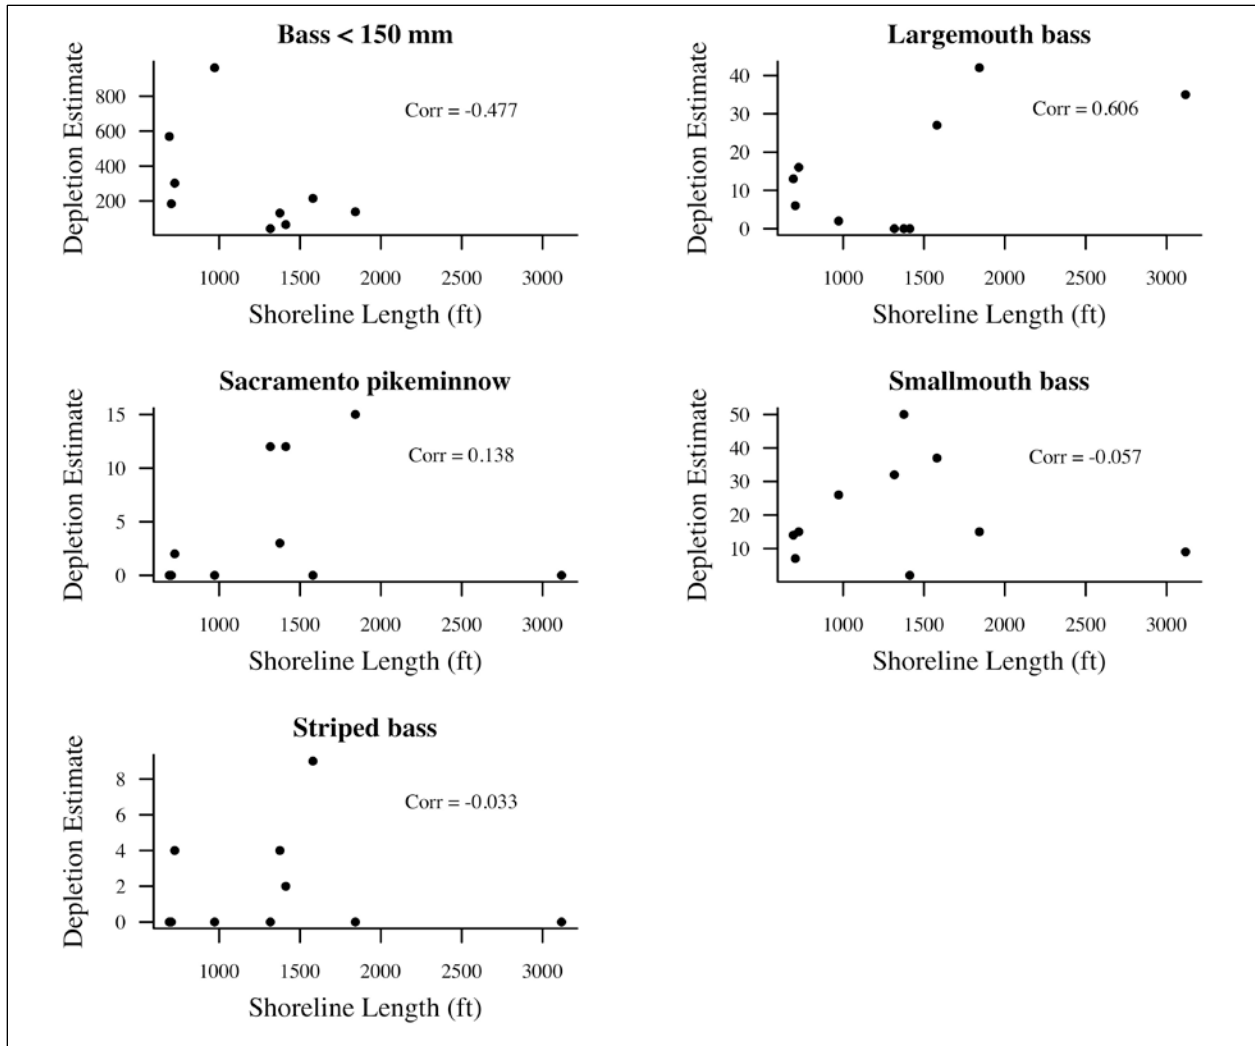 Bass < 150 mm
Depletion Estimate
800
600
400
200
Corr = -0.477
1000 1500 2000 2500 3000
Shoreline Length (ft)
Largemouth bass
Depletion Estimate
40
30
20
10
0
Corr = 0.606
1000 1500 2000 2500 3000
Shoreline Length (ft)
Sacramento pikeminnow
Depletion Estimate
15
10
5
0
Corr = 0.138
1000 1500 2000 2500 3000
Shoreline Length (ft)
Smallmouth bass
Depletion Estimate
50
40
30
20
10
Corr = -0.057
1000 1500 2000 2500 3000
Shoreline Length (ft)
Striped bass
Depletion Estimate
8
6
4
2
0
Corr = -0.033
1000 1500 2000 2500 3000
Shoreline Length (ft)